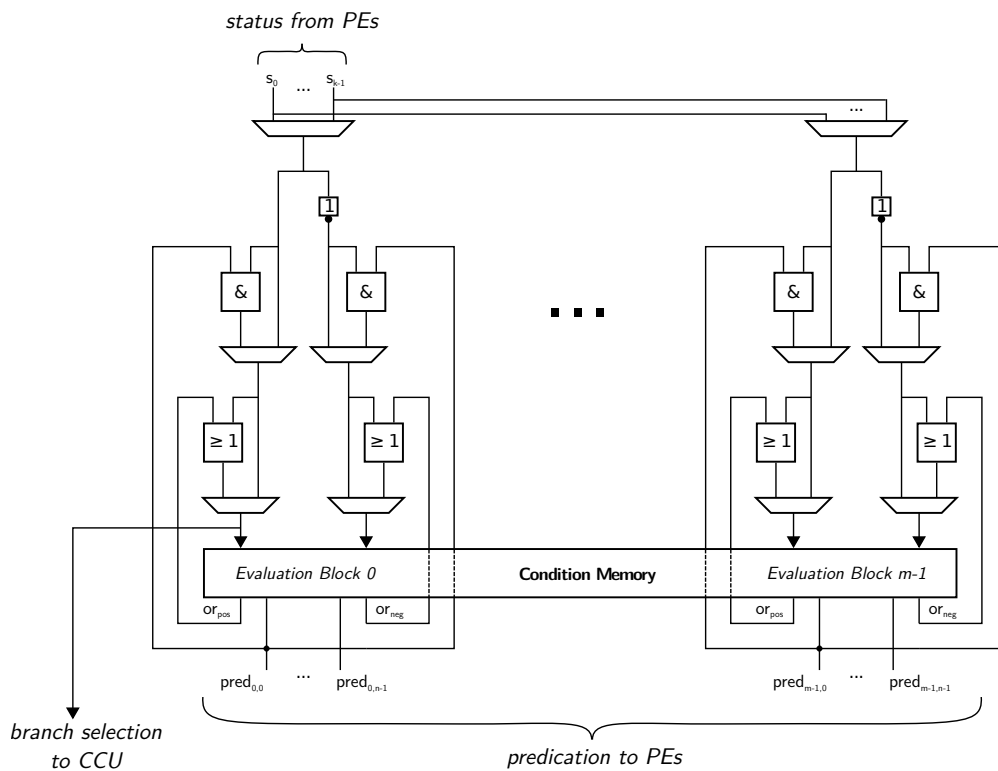 status from PEs
s0 ... sk-1
...
1 1
& & & &
...
≥ 1 ≥ 1 ≥ 1 ≥ 1
Evaluation Block 0 Condition Memory Evaluation Block m-1
orpos orneg orpos orneg
pred0,0 ... pred0,n-1 predm-1,0 ... predm-1,n-1
branch selection
to CCU
predication to PEs